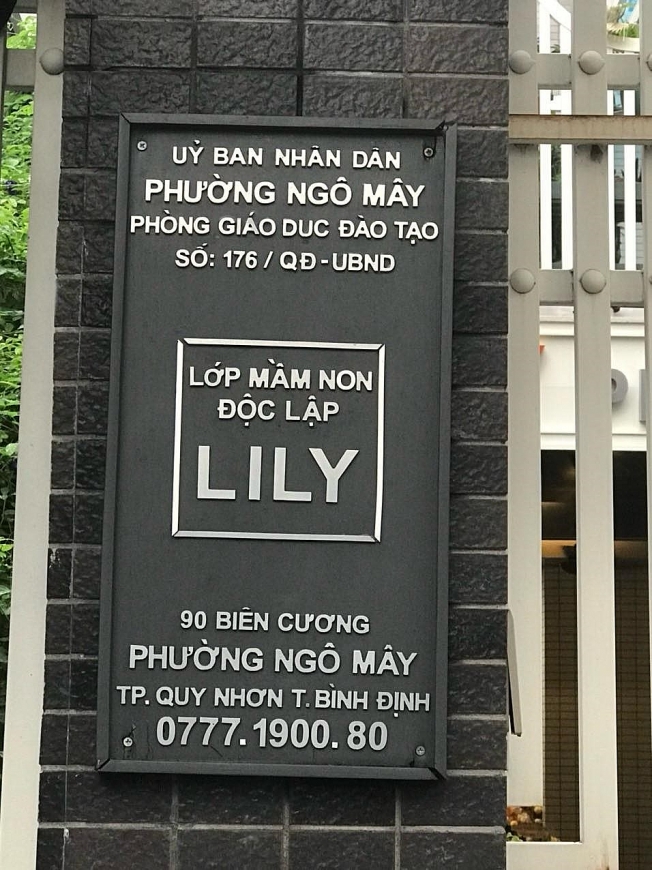 UỶ BAN NHÂN DÂN
PHƯỜNG NGÔ MÂY
PHÒNG GIÁO DUC ĐÀO TẠO
SỐ: 176 / QĐ - UBND
LỚP MẦM NON
ĐỘC LẬP
LILY
90 BIÊN CƯƠNG
PHƯỜNG NGÔ MÂY
TP. QUY NHƠN T. BÌNH ĐỊNH
0777.1900.80